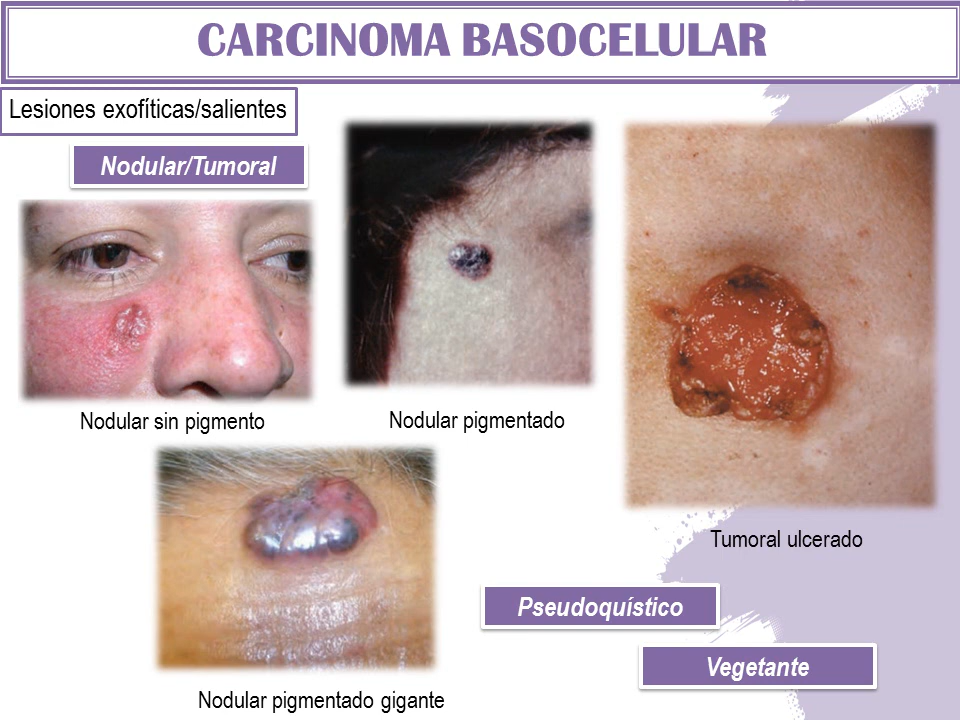 CARCINOMA BASOCELULAR
Lesiones exofíticas/salientes
Nodular/Tumoral
Nodular sin pigmento
Nodular pigmentado
Tumoral ulcerado
Pseudoquístico
Vegetante
Nodular pigmentado gigante